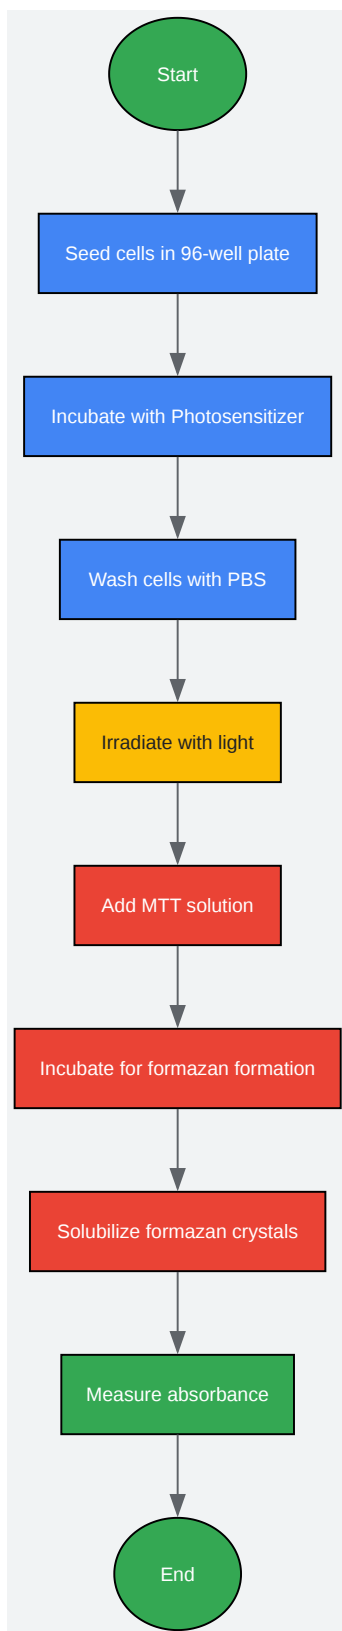 Start
Seed cells in 96-well plate
Incubate with Photosensitizer
Wash cells with PBS
Irradiate with light
Add MTT solution
Incubate for formazan formation
Solubilize formazan crystals
Measure absorbance
End